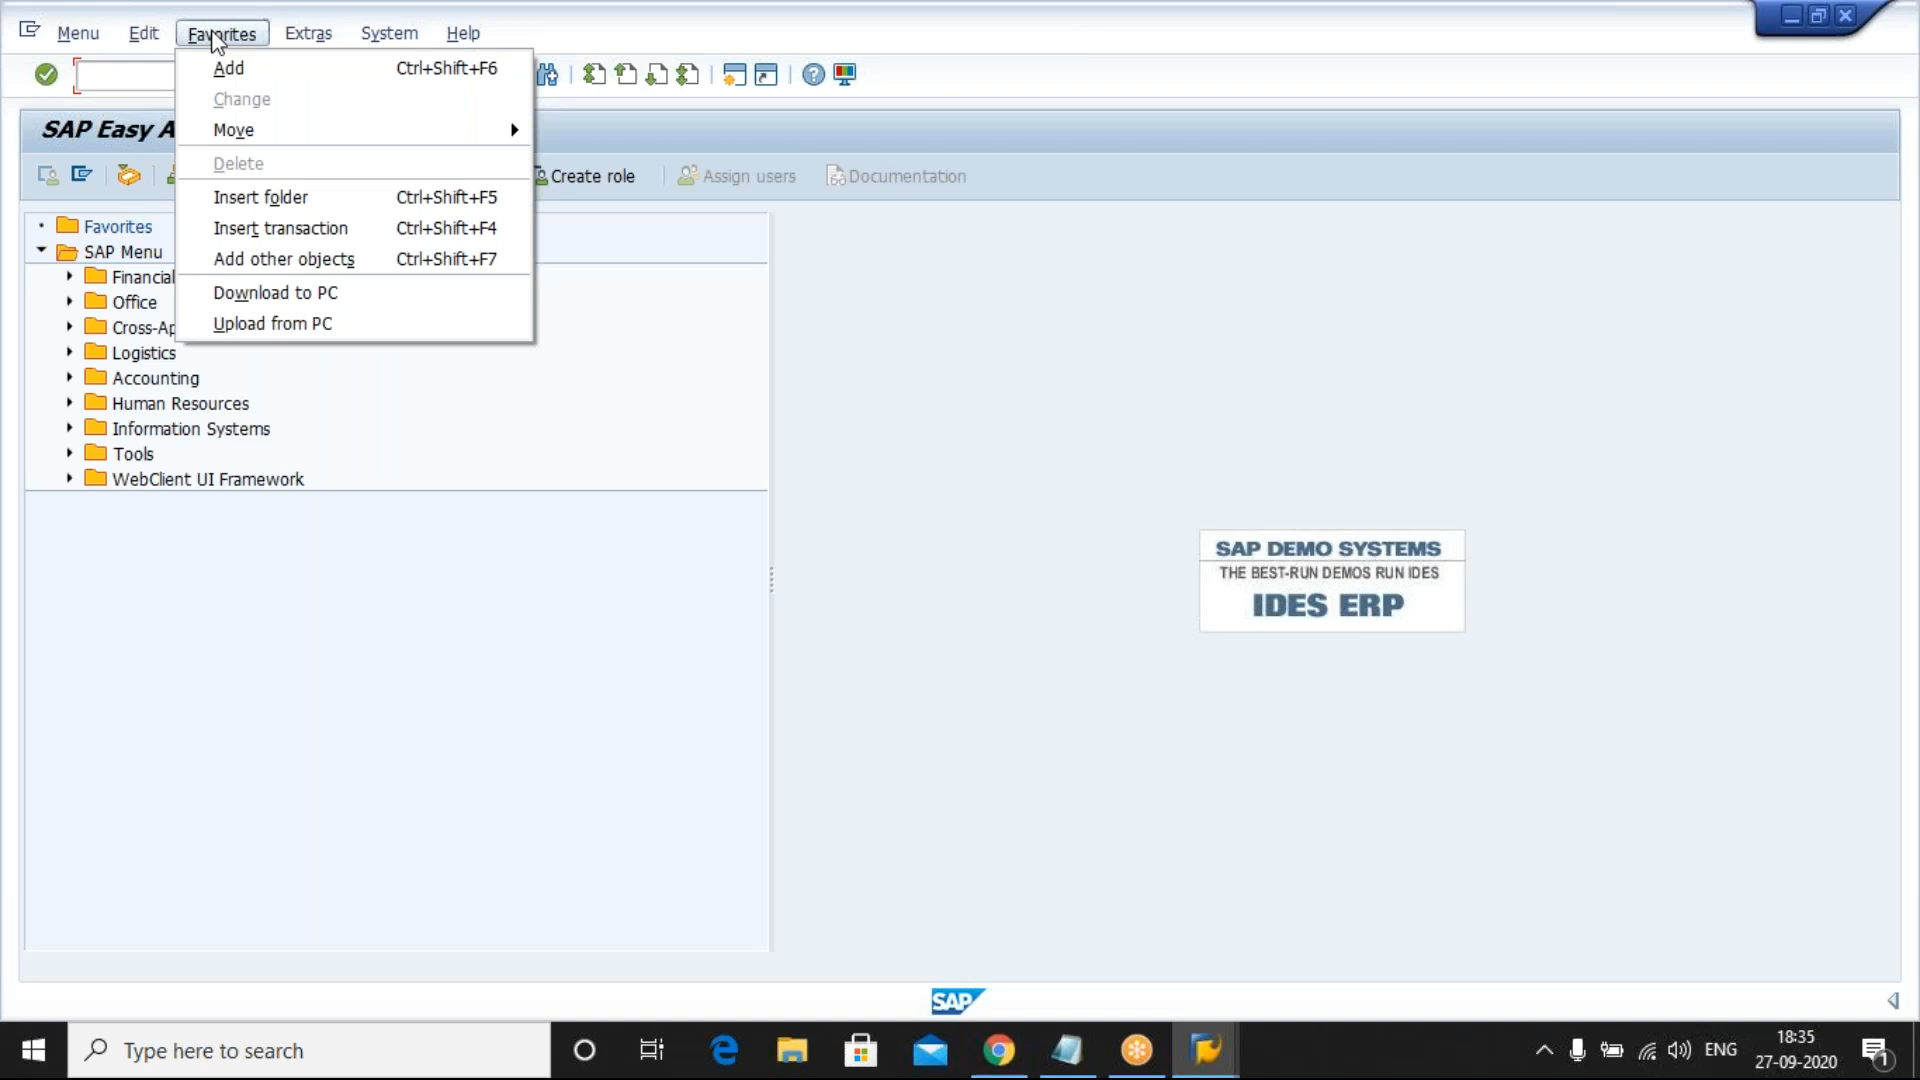 Menu Edit Favorites Extras System Help
Add Ctrl+Shift+F6
Change
Move
Delete
Insert folder Ctrl+Shift+F5
Insert transaction Ctrl+Shift+F4
Add other objects Ctrl+Shift+F7
Download to PC
Upload from PC
SAP Easy A
Create role Assign users Documentation
Favorites
SAP Menu
Financial
Office
Cross-Ap
Logistics
Accounting
Human Resources
Information Systems
Tools
WebClient UI Framework
SAP DEMO SYSTEMS
THE BEST-RUN DEMOS RUN IDES
IDES ERP
SAP
Type here to search
ENG
18:35
27-09-2020
1